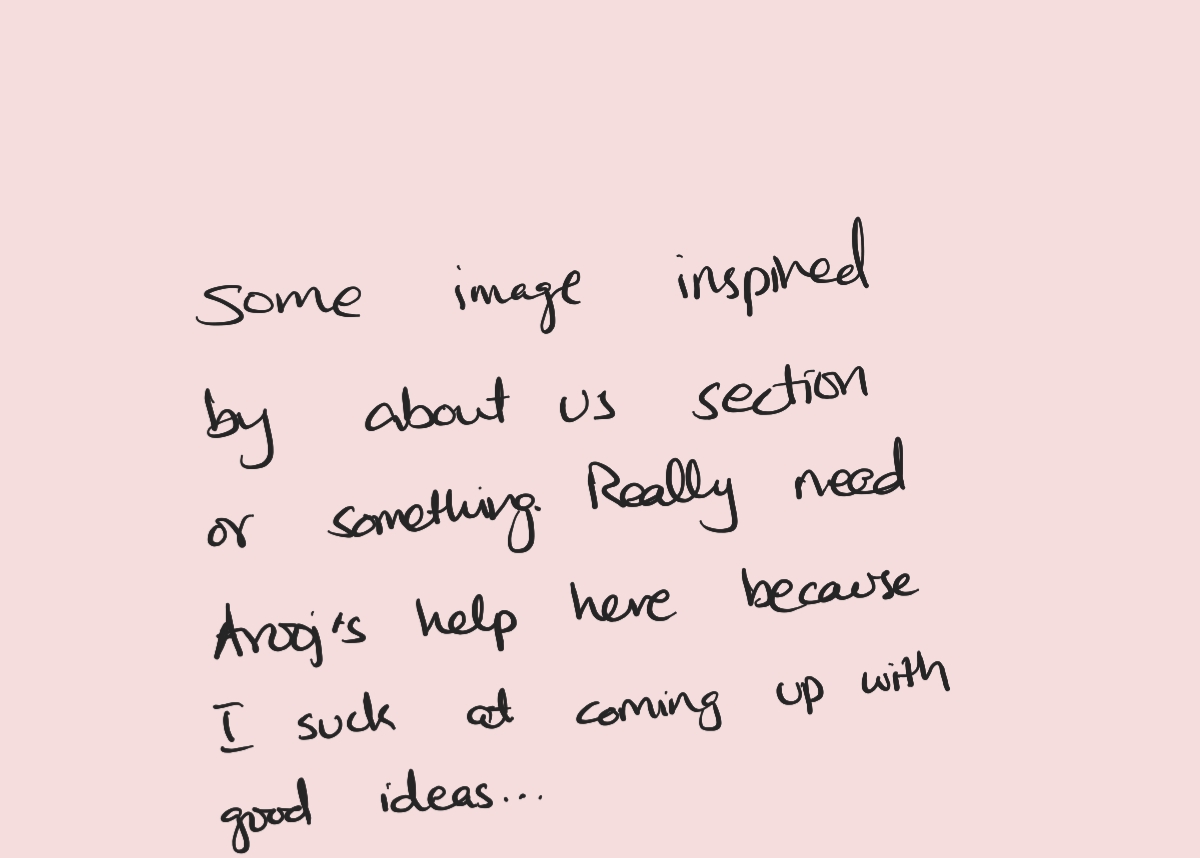 Some image inspired
by about us section
or something. Really need
Arooj's help here because
I suck at coming up with
good ideas...